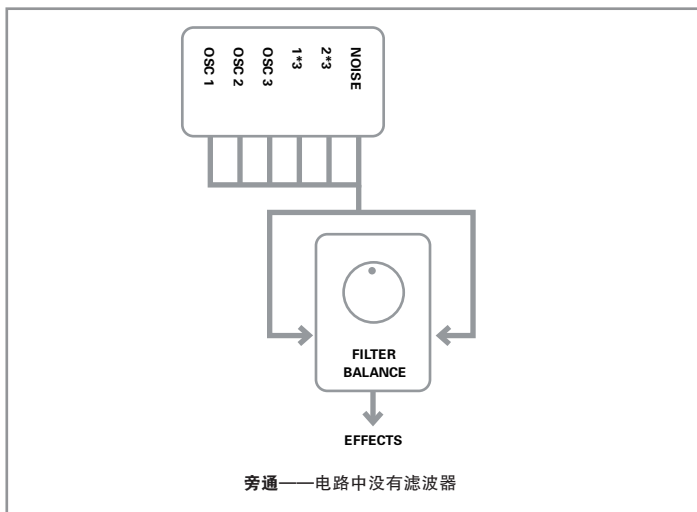 OSC 1
OSC 2
OSC 3
1*3
2*3
NOISE
FILTER
BALANCE
EFFECTS
旁通——电路中没有滤波器